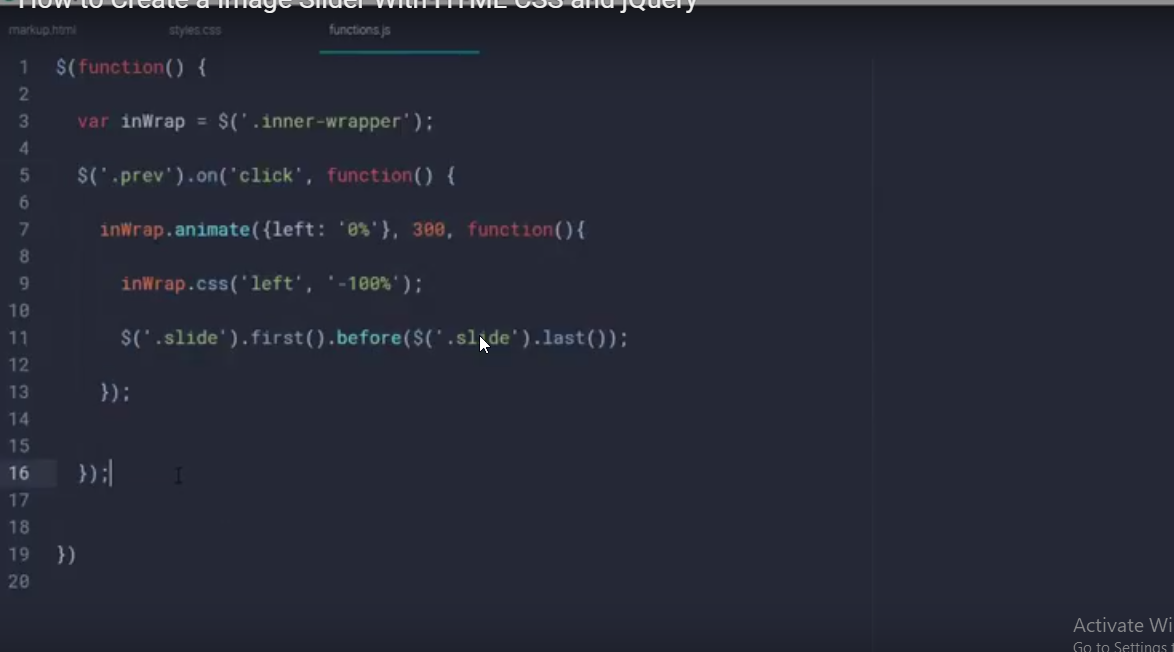 How to Create a Image Slider With HTML CSS and jQuery
markup.html styles.css functions.js
1 $(function() {
2
3 var inWrap = $('.inner-wrapper');
4
5 $('.prev').on('click', function() {
6
7 inWrap.animate({left: '0%'}, 300, function(){
8
9 inWrap.css('left', '-100%');
10
11 $('.slide').first().before($('.slide').last());
12
13 });
14
15
16 });
17
18
19 })
20
Activate Wi
Go to Settings